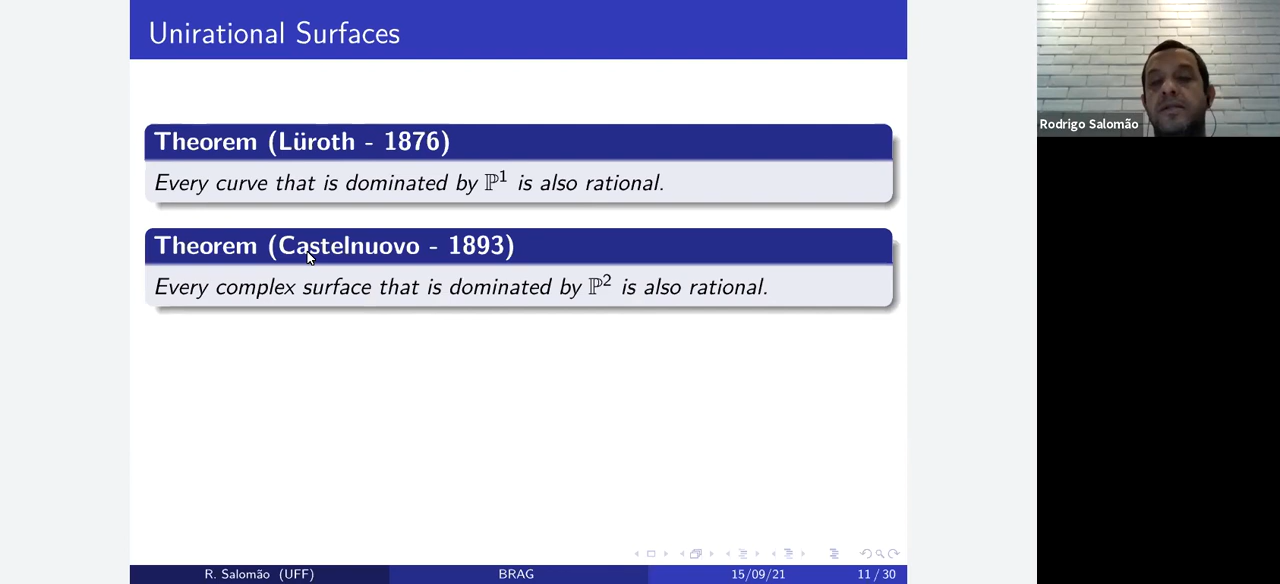 Unirational Surfaces
Theorem (Lüroth - 1876)
Every curve that is dominated by ℙ¹ is also rational.
Theorem (Castelnuovo - 1893)
Every complex surface that is dominated by ℙ² is also rational.
R. Salomão (UFF) BRAG 15/09/21 11 / 30
Rodrigo Salomão